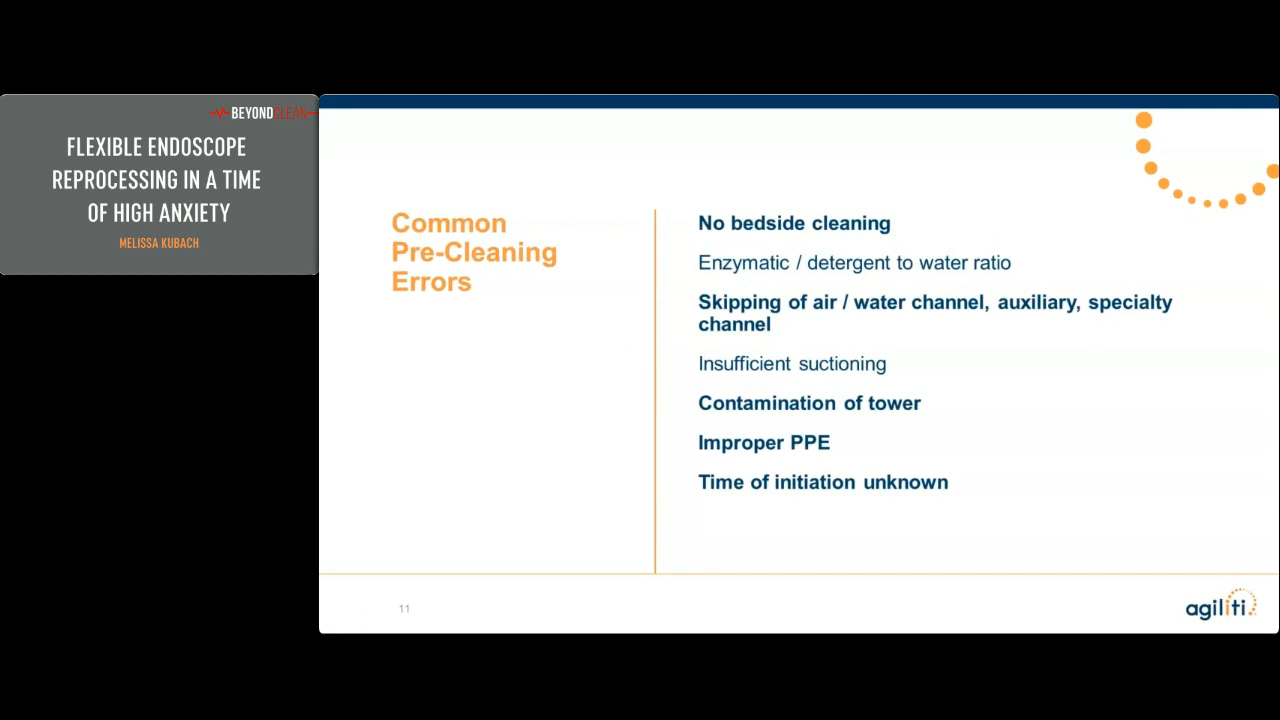 BEYONDCLEAN
FLEXIBLE ENDOSCOPE
REPROCESSING IN A TIME
OF HIGH ANXIETY
MELISSA KUBACH
Common
Pre-Cleaning
Errors
No bedside cleaning
Enzymatic / detergent to water ratio
Skipping of air / water channel, auxiliary, specialty
channel
Insufficient suctioning
Contamination of tower
Improper PPE
Time of initiation unknown
11
agiliti